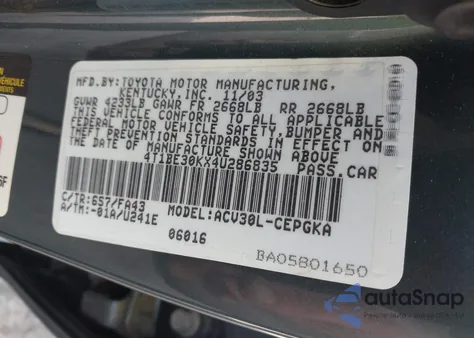 MFD.BY:TOYOTA MOTOR MANUFACTURING,
KENTUCKY,INC. 11/03
GVWR 4233LB GAWR FR 2668LB RR 2668LB
THIS VEHICLE CONFORMS TO ALL APPLICABLE
FEDERAL MOTOR VEHICLE SAFETY,BUMPER AND
THEFT PREVENTION STANDARDS IN EFFECT ON
THE DATE OF MANUFACTURE SHOWN ABOVE.
4T1BE30KX4U286835 PASS.CAR
C/TR:6S7/FA43 MODEL:ACV30L-CEPGKA
A/TM:-01A/U241E
06016
BA05801650
autoSnap